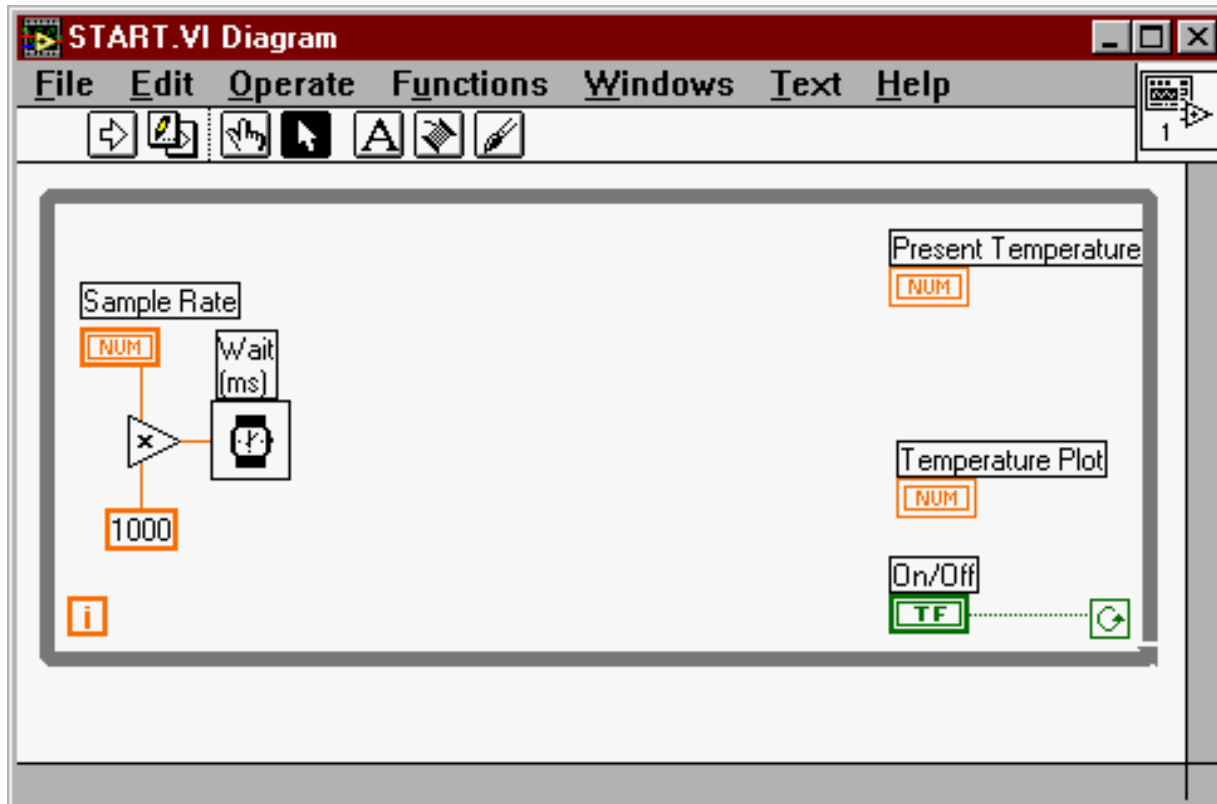 START.VI Diagram
File Edit Operate Functions Windows Text Help
A
1
Present Temperature
NUM
Sample Rate
NUM
Wait
(ms)
x
1000
Temperature Plot
NUM
On/Off
TF
i